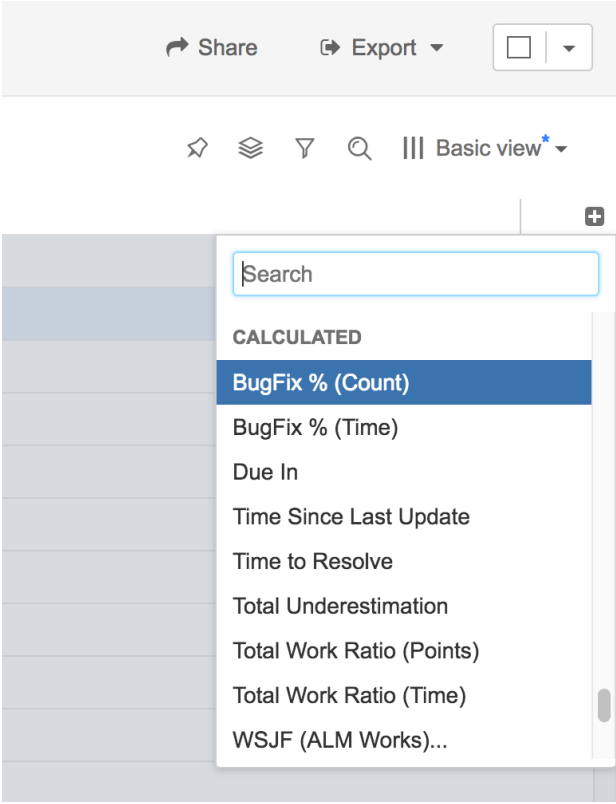 Share Export
Basic view*
Search
CALCULATED
BugFix % (Count)
BugFix % (Time)
Due In
Time Since Last Update
Time to Resolve
Total Underestimation
Total Work Ratio (Points)
Total Work Ratio (Time)
WSJF (ALM Works)...